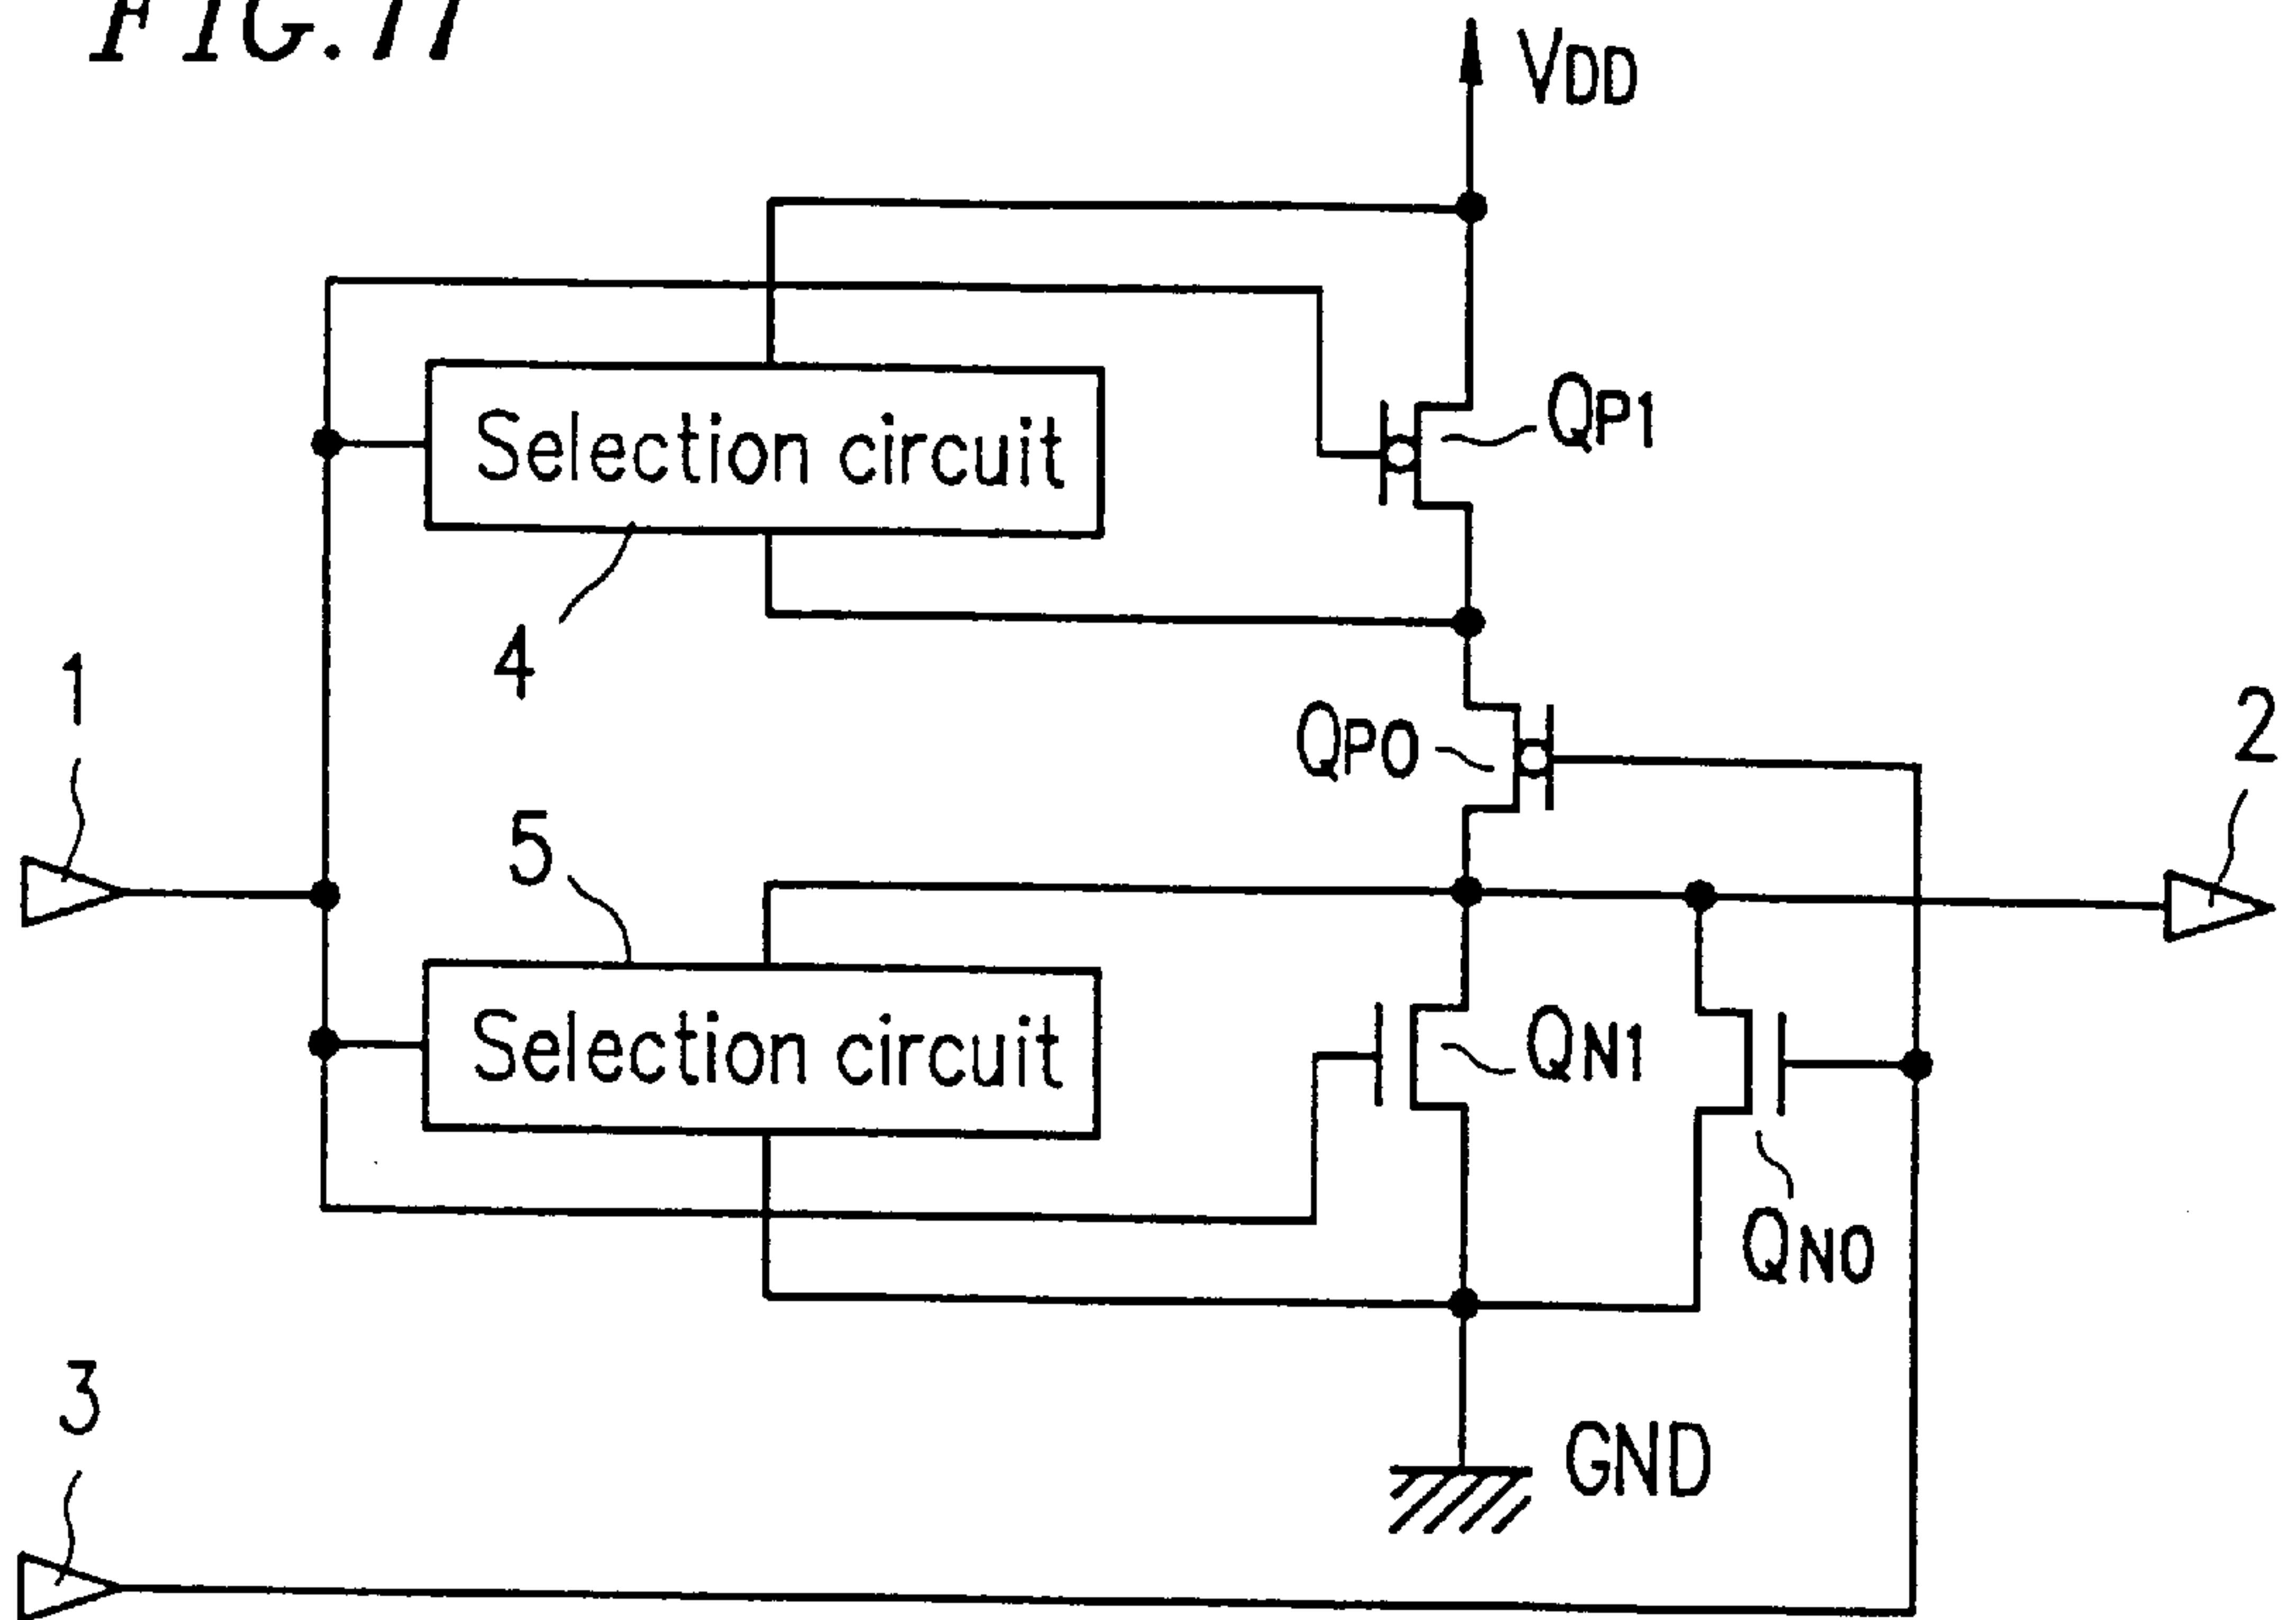 FIG. 11
VDD
Selection circuit
QP1
4
1
QP0
2
5
Selection circuit
QN1
QN0
3
GND